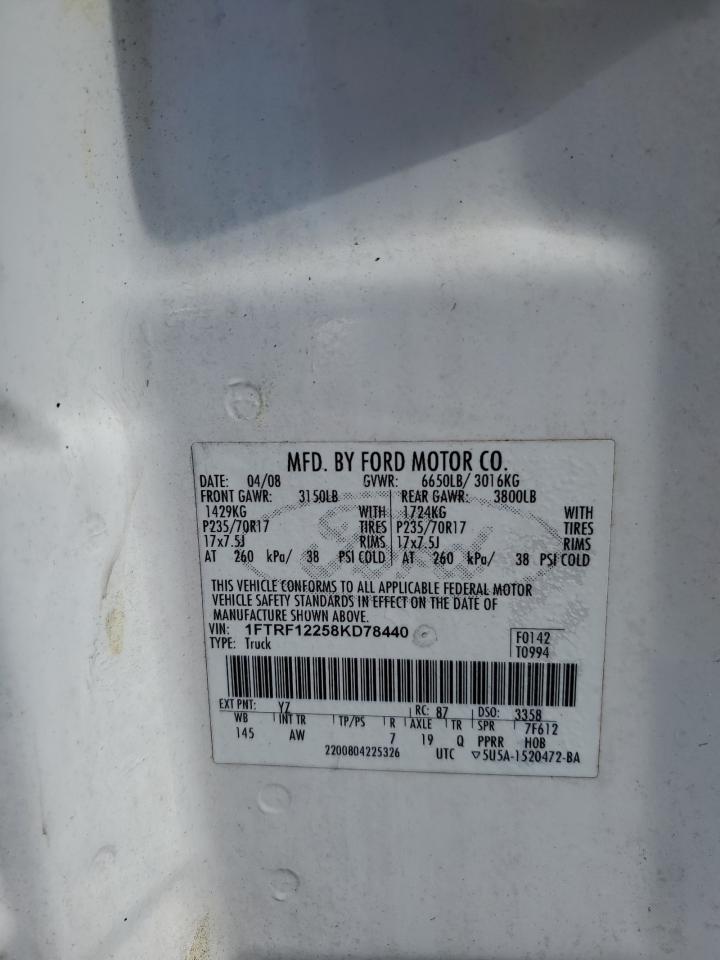 MFD. BY FORD MOTOR CO.
DATE: 04/08 GVWR: 6650LB/ 3016KG
FRONT GAWR: 3150LB REAR GAWR: 3800LB
1429KG WITH 1724KG WITH
P235/70R17 TIRES P235/70R17 TIRES
17x7.5J RIMS 17x7.5J RIMS
AT 260 kPa/ 38 PSI COLD AT 260 kPa/ 38 PSI COLD
THIS VEHICLE CONFORMS TO ALL APPLICABLE FEDERAL MOTOR
VEHICLE SAFETY STANDARDS IN EFFECT ON THE DATE OF
MANUFACTURE SHOWN ABOVE.
VIN: 1FTRF12258KD78440
TYPE: Truck
F0142
T0994
EXT PNT: YZ RC: 87 DSO: 3358
WB INT TR TP/PS R AXLE TR SPR 7F612
145 AW 7 19 Q PPRR HOB
2200804225326 UTC ▽5U5A-1520472-BA